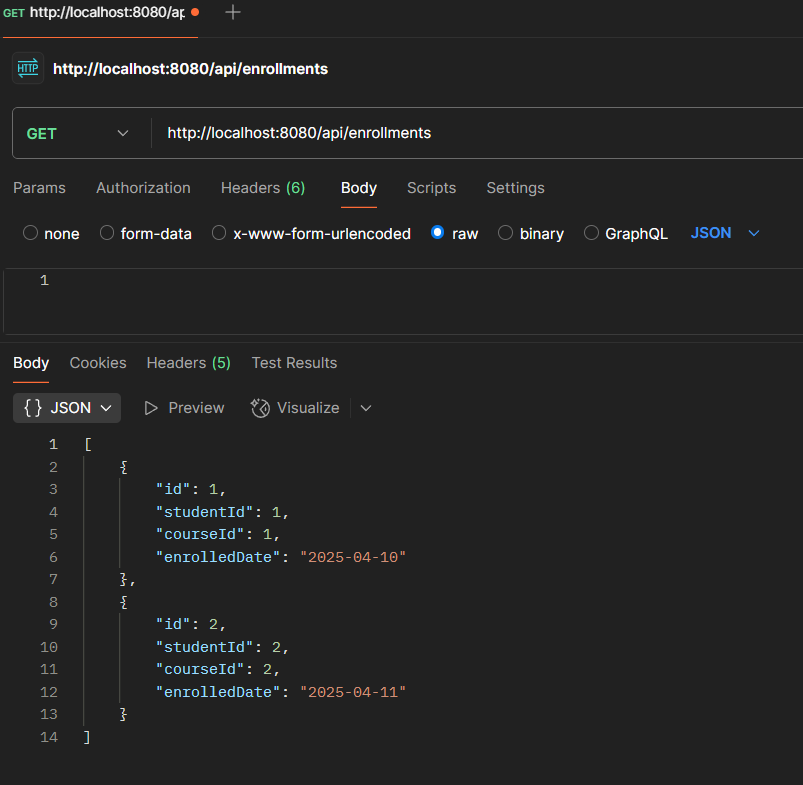 GET http://localhost:8080/ap
HTTP http://localhost:8080/api/enrollments
GET http://localhost:8080/api/enrollments
Params Authorization Headers (6) Body Scripts Settings
none form-data x-www-form-urlencoded raw binary GraphQL JSON
1
Body Cookies Headers (5) Test Results
{} JSON Preview Visualize
1 [
2 {
3 "id": 1,
4 "studentId": 1,
5 "courseId": 1,
6 "enrolledDate": "2025-04-10"
7 },
8 {
9 "id": 2,
10 "studentId": 2,
11 "courseId": 2,
12 "enrolledDate": "2025-04-11"
13 }
14 ]